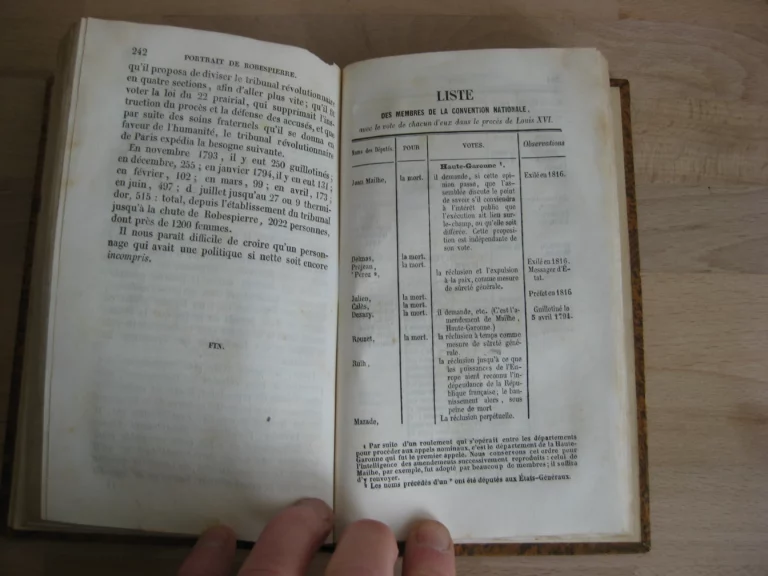 242
PORTRAIT DE ROBESPIERRE.
qu'il proposa de diviser le tribunal révolutionnaire
en quatre sections, afin d'aller plus vite; qu'il fit
voter la loi du 22 prairial, qui supprimait l'ins-
truction du procès et la défense des accusés, et que
par suite des soins fraternels qu'il se donna en
faveur de l'humanité, le tribunal révolutionnaire
de Paris expédia la besogne suivante.
En novembre 1793, il y eut 250 guillotinés;
en décembre, 255; en janvier 1794, il y en eut 131;
en février, 102; en mars, 99; en avril, 173;
en juin, 497; d juillet jusqu'au 27 ou 9 thermi-
dor, 515: total, depuis l'établissement du tribunal
jusqu'à la chute de Robespierre, 2022 personnes,
dont près de 1200 femmes.
Il nous paraît difficile de croire qu'un person-
nage qui avait une politique si nette soit encore
incompris.
FIN.
LISTE
DES MEMBRES DE LA CONVENTION NATIONALE,
avec le vote de chacun d'eux dans le procès de Louis XVI.
Noms des Députés. POUR VOTES. Observations
Haute-Garonne ¹.
Jean Mailhe, la mort. il demande, si cette opi- Exilé en 1816.
nion passe, que l'as-
semblée discute le point
de savoir s'il conviendra
à l'intérêt public que
l'exécution ait lieu sur-
le-champ, ou qu'elle soit
différée. Cette proposi-
tion est indépendante de
son vote.
Delmas, la mort.
Projean, la mort. Exilé en 1816.
*Pérez ². la réclusion et l'expulsion Messager d'É-
à la paix, comme mesure tat.
de sûreté générale.
Julien, la mort. Préfet en 1816
Calès, la mort.
la mort. il demande, etc. (C'est l'a- Guillotiné le
mendement de Mailhe, 5 avril 1794.
Haute-Garonne.)
Rouzet, la mort. la réclusion à temps comme
mesure de sûreté géné-
rale
la réclusion jusqu'à ce que
les puissances de l'Eu-
rope aient reconnu l'in-
dépendance de la Répu-
blique française; le ban-
nissement alors, sous
peine de mort
Marade, La réclusion perpétuelle.
¹ Par suite d'un roulement qui s'opérait entre les départements
pour procéder aux appels nominaux, c'est le département de la Haute-
Garonne qui fut le premier appelé. Nous conservons cet ordre pour
l'intelligence des amendements successivement reproduits: celui de
Mailhe, par exemple, fut adopté par beaucoup de membres; il suffira
d'y renvoyer.
² Les noms précédés d'un * ont été députés aux États-Généraux.